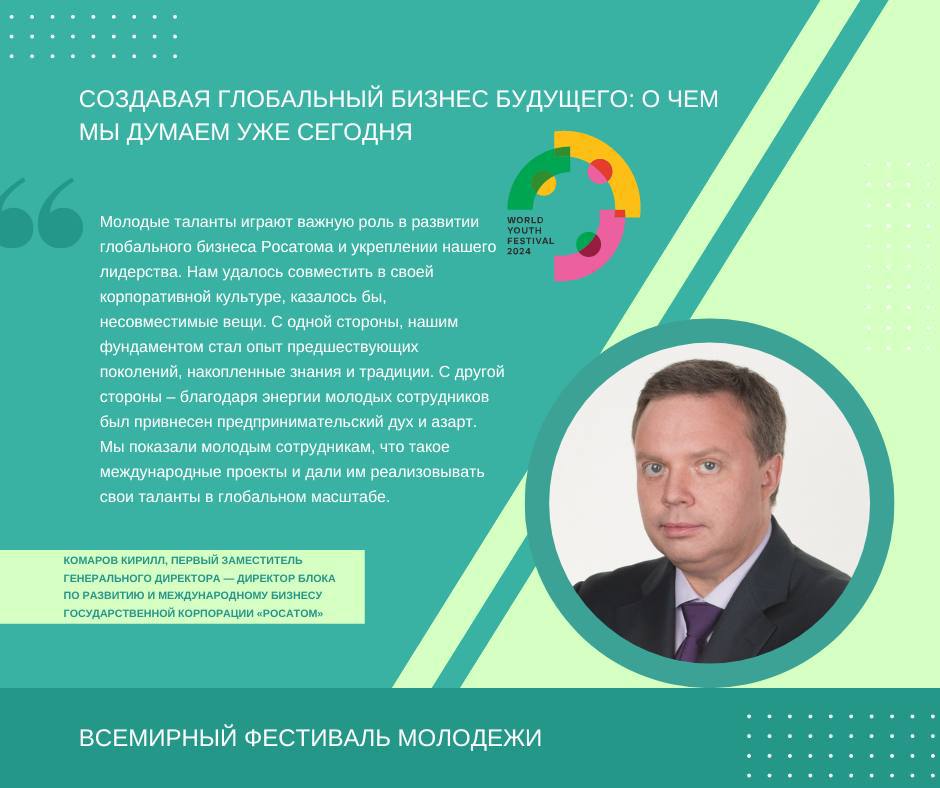 СОЗДАВАЯ ГЛОБАЛЬНЫЙ БИЗНЕС БУДУЩЕГО: О ЧЕМ
МЫ ДУМАЕМ УЖЕ СЕГОДНЯ
WORLD
YOUTH
FESTIVAL
2024
Молодые таланты играют важную роль в развитии
глобального бизнеса Росатома и укреплении нашего
лидерства. Нам удалось совместить в своей
корпоративной культуре, казалось бы,
несовместимые вещи. С одной стороны, нашим
фундаментом стал опыт предшествующих
поколений, накопленные знания и традиции. С другой
стороны – благодаря энергии молодых сотрудников
был привнесен предпринимательский дух и азарт.
Мы показали молодым сотрудникам, что такое
международные проекты и дали им реализовывать
свои таланты в глобальном масштабе.
КОМАРОВ КИРИЛЛ, ПЕРВЫЙ ЗАМЕСТИТЕЛЬ
ГЕНЕРАЛЬНОГО ДИРЕКТОРА — ДИРЕКТОР БЛОКА
ПО РАЗВИТИЮ И МЕЖДУНАРОДНОМУ БИЗНЕСУ
ГОСУДАРСТВЕННОЙ КОРПОРАЦИИ «РОСАТОМ»
ВСЕМИРНЫЙ ФЕСТИВАЛЬ МОЛОДЕЖИ